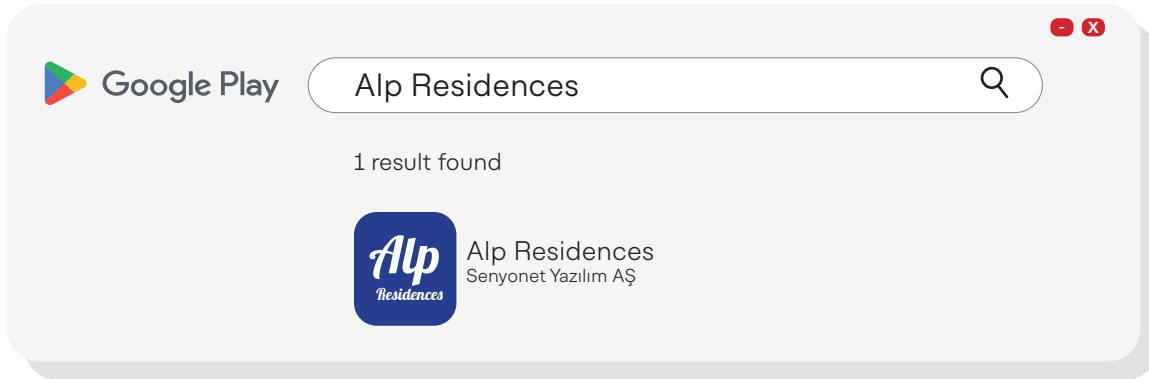 - X
Google Play
Alp Residences
1 result found
Alp
Residences
Alp Residences
Senyonet Yazılım AŞ